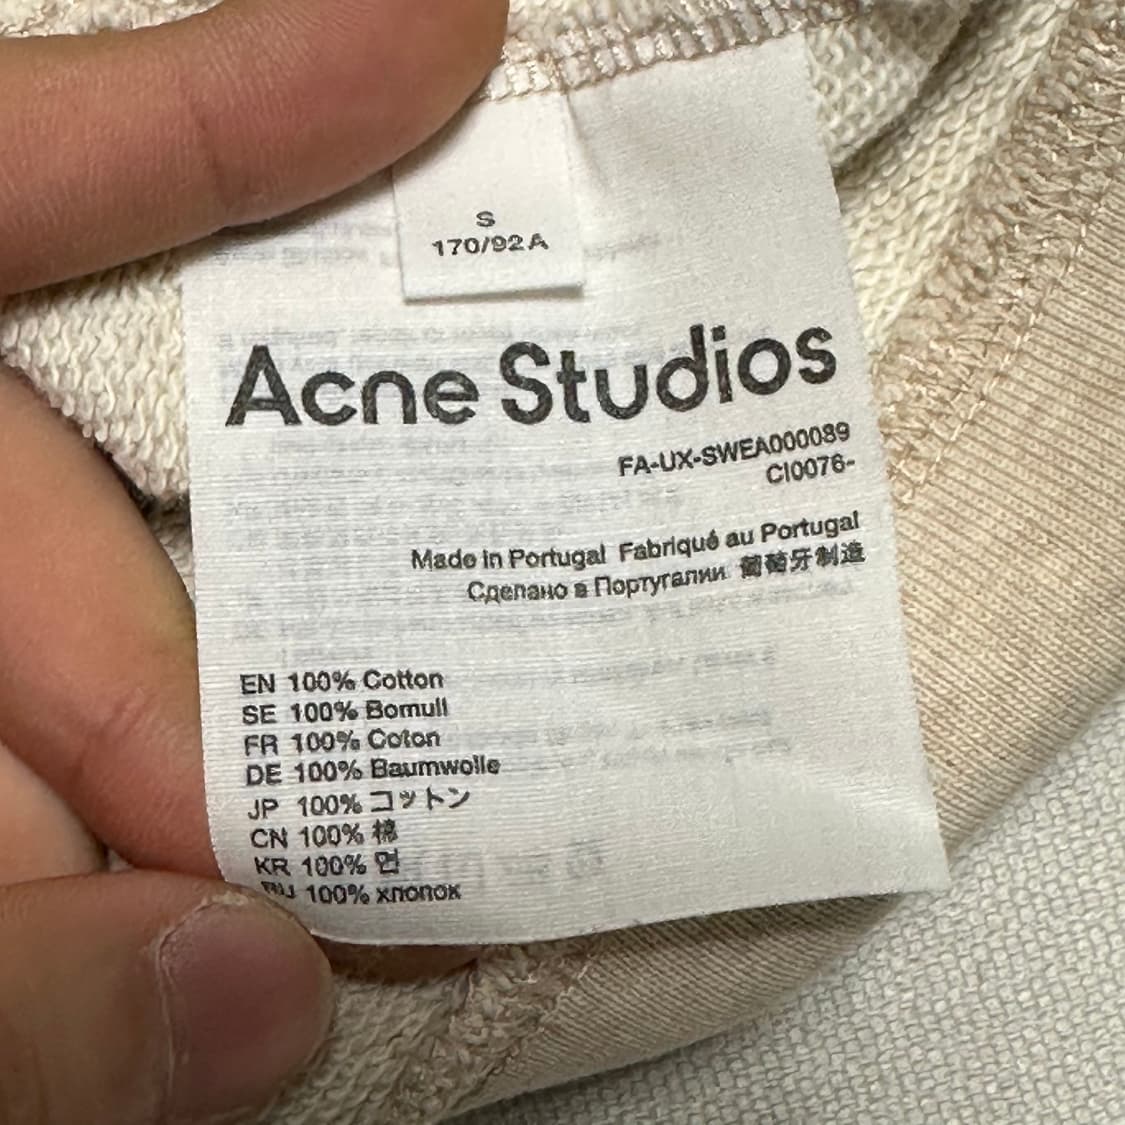 S
170/92A
Acne Studios
FA-UX-SWEA000089
CI0076-
Made in Portugal Fabriqué au Portugal
Сделано в Португалии 葡萄牙制造
EN 100% Cotton
SE 100% Bomull
FR 100% Coton
DE 100% Baumwolle
JP 100% コットン
CN 100% 棉
KR 100% 면
RU 100% хлопок